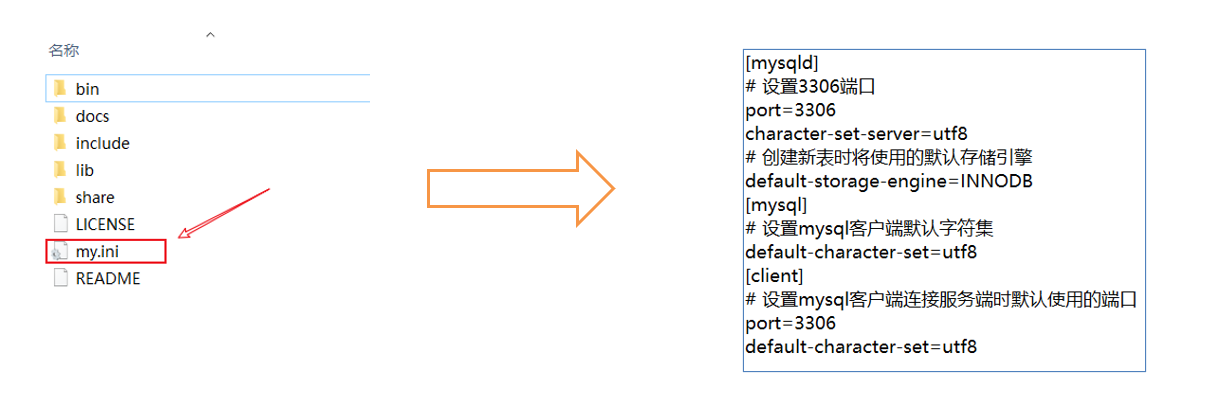 名称
bin
docs
include
lib
share
LICENSE
my.ini
README
[mysqld]
# 设置3306端口
port=3306
character-set-server=utf8
# 创建新表时将使用的默认存储引擎
default-storage-engine=INNODB
[mysql]
# 设置mysql客户端默认字符集
default-character-set=utf8
[client]
# 设置mysql客户端连接服务端时默认使用的端口
port=3306
default-character-set=utf8